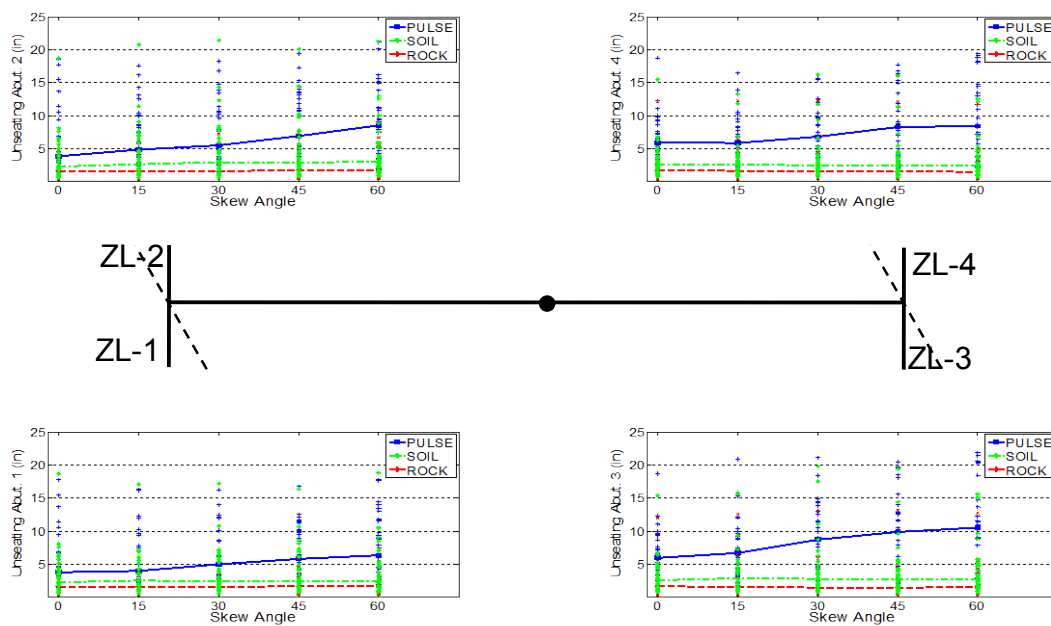 25
20
15
10
5
Unseating Abut. 2 (in)
PULSE
SOIL
ROCK
0 15 30 45 60
Skew Angle
25
20
15
10
5
Unseating Abut. 4 (in)
PULSE
SOIL
ROCK
0 15 30 45 60
Skew Angle
ZL-2
ZL-4
ZL-1
ZL-3
25
20
15
10
5
Unseating Abut. 1 (in)
PULSE
SOIL
ROCK
0 15 30 45 60
Skew Angle
25
20
15
10
5
Unseating Abut. 3 (in)
PULSE
SOIL
ROCK
0 15 30 45 60
Skew Angle